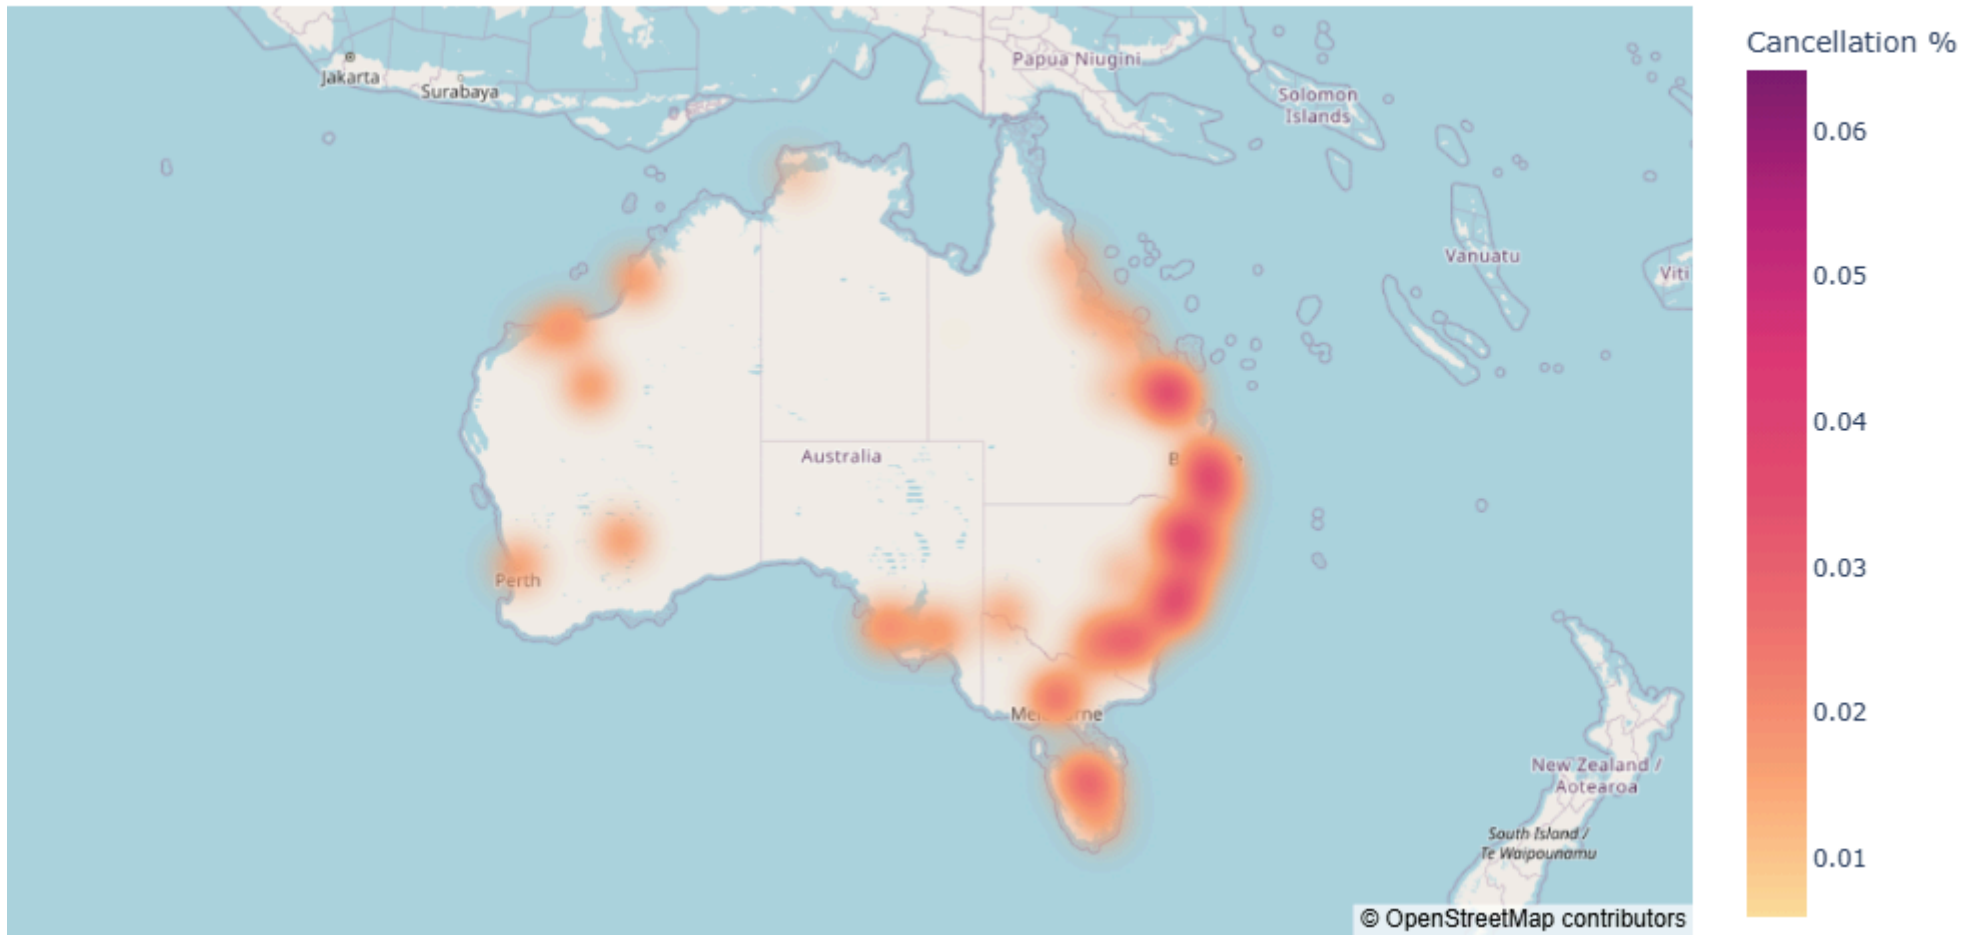 Cancellation %
Papua Niugini
Jakarta
Surabaya
Solomon
Islands
0.06
Vanuatu
Viti
0.05
0.04
Australia
0.03
Perth
0.02
New Zealand /
Aotearoa
South Island /
Te Waipounamu
0.01
© OpenStreetMap contributors